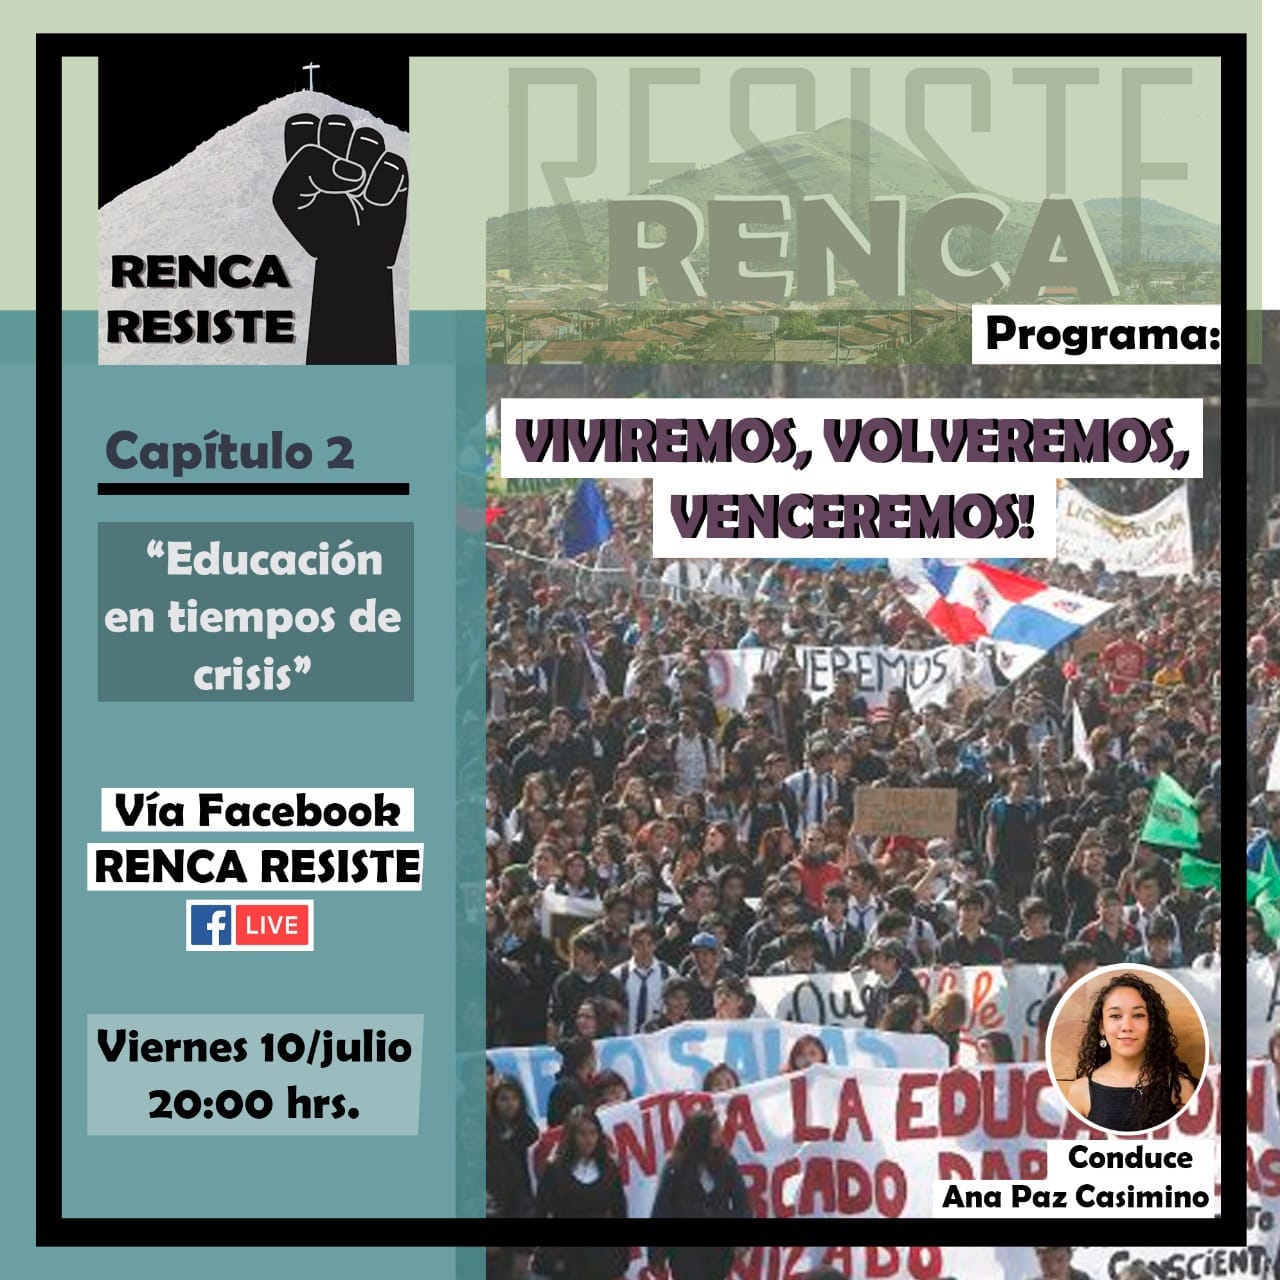 RESISTE
RENCA
RENCA
RESISTE
Programa:
VIVIREMOS, VOLVEREMOS,
VENCEREMOS!
Capítulo 2
“Educación
en tiempos de
crisis”
Vía Facebook
RENCA RESISTE
f LIVE
Viernes 10/julio
20:00 hrs.
LA EDUCACION
Conduce
Ana Paz Casimino